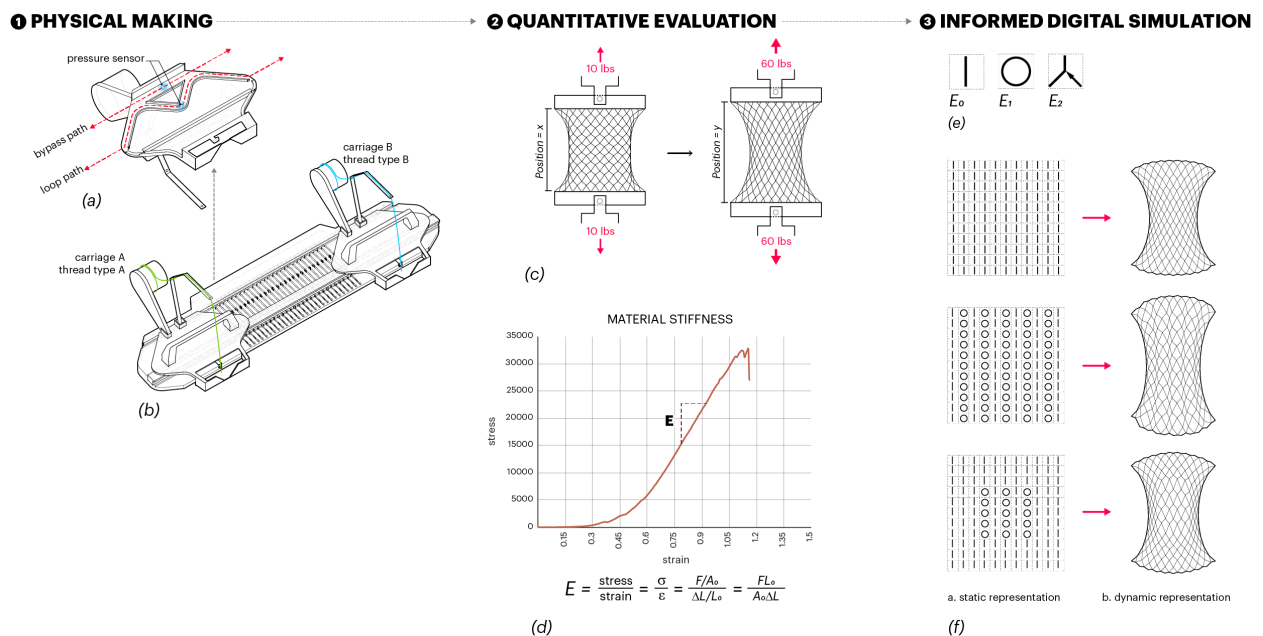 1 PHYSICAL MAKING
pressure sensor
bypass path
loop path
(a)
carriage B
thread type B
carriage A
thread type A
(b)
2 QUANTITATIVE EVALUATION
10 lbs
60 lbs
Position = x
Position = y
10 lbs
60 lbs
(c)
MATERIAL STIFFNESS
35000
30000
25000
20000
15000
10000
5000
0
stress
E
0.15
0.3
0.45
0.6
0.75
0.9
1.05
1.2
1.35
1.5
strain
E = stress/strain = σ/ε = F/A₀ / ΔL/L₀ = FL₀ / A₀ΔL
(d)
3 INFORMED DIGITAL SIMULATION
E₀ E₁ E₂
(e)
a. static representation
b. dynamic representation
(f)